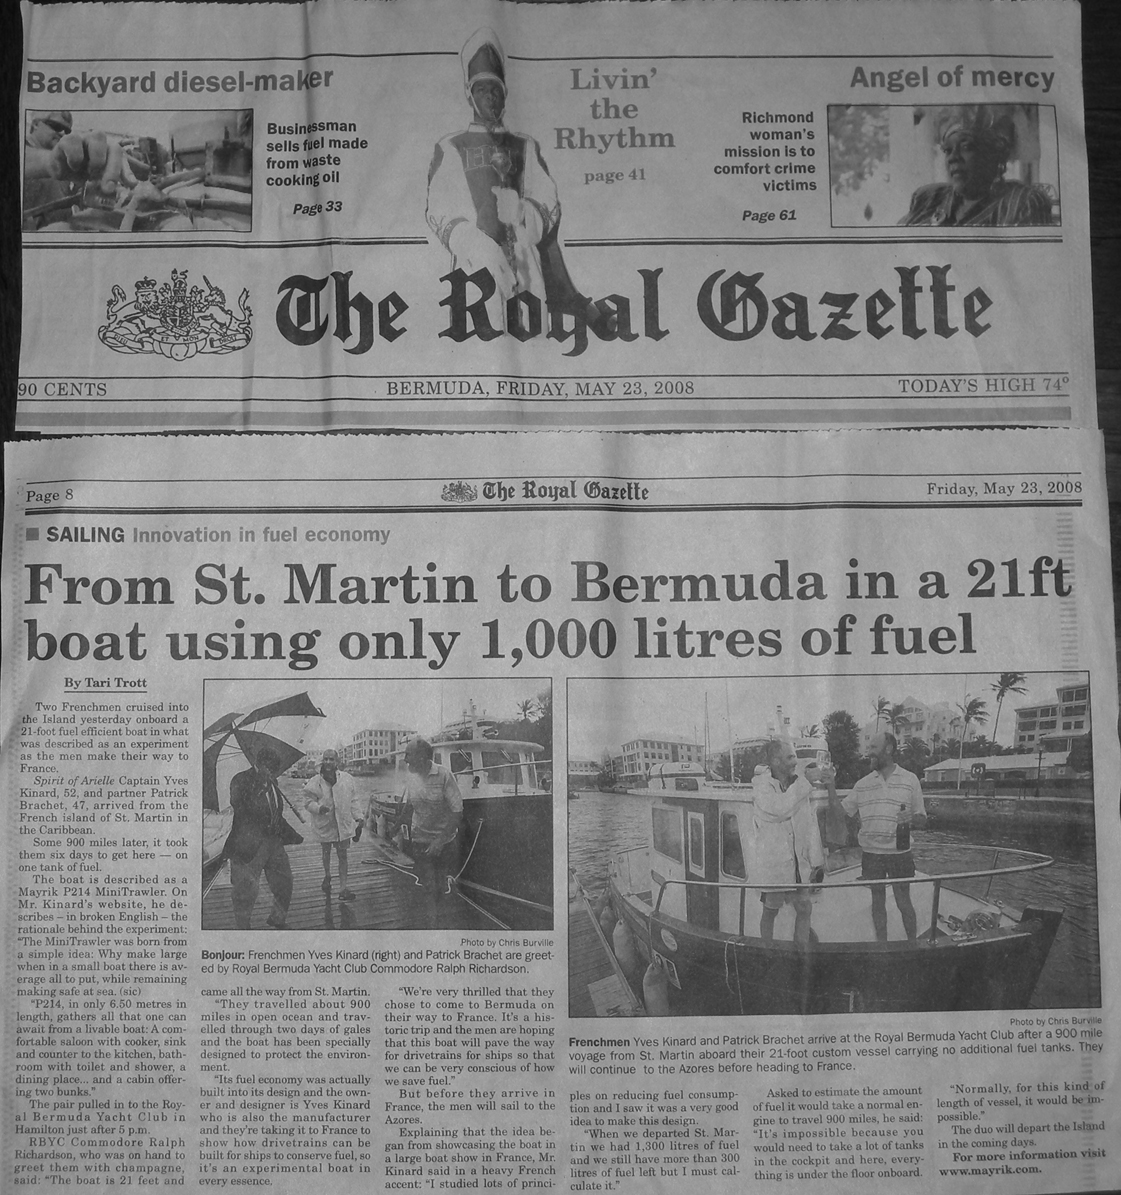 Backyard diesel-maker
Businessman
sells fuel made
from waste
cooking oil
Page 33
Livin'
the
Rhythm
page 41
Angel of mercy
Richmond
woman's
mission is to
comfort crime
victims
Page 61
The Royal Gazette
90 CENTS
BERMUDA, FRIDAY, MAY 23, 2008
TODAY'S HIGH 74°
Page 8
The Royal Gazette
Friday, May 23, 2008
SAILING Innovation in fuel economy
From St. Martin to Bermuda in a 21ft
boat using only 1,000 litres of fuel
By Tari Trott
Two Frenchmen cruised into
the Island yesterday onboard a
21-foot fuel efficient boat in what
was described as an experiment
as the men make their way to
France.
Spirit of Arielle Captain Yves
Kinard, 52, and partner Patrick
Brachet, 47, arrived from the
French island of St. Martin in
the Caribbean.
Some 900 miles later, it took
them six days to get here — on
one tank of fuel.
The boat is described as a
Mayrik P214 MiniTrawler. On
Mr. Kinard's website, he de-
scribes – in broken English – the
rationale behind the experiment:
"The MiniTrawler was born from
a simple idea: Why make large
when in a small boat there is av-
erage all to put, while remaining
making safe at sea. (sic)
"P214, in only 6.50 metres in
length, gathers all that one can
await from a livable boat: A com-
fortable saloon with cooker, sink
and counter to the kitchen, bath-
room with toilet and shower, a
dining place... and a cabin offer-
ing two bunks."
The pair pulled in to the Roy-
al Bermuda Yacht Club in
Hamilton just after 5 p.m.
RBYC Commodore Ralph
Richardson, who was on hand to
greet them with champagne,
said: "The boat is 21 feet and
Photo by Chris Burville
Bonjour: Frenchmen Yves Kinard (right) and Patrick Brachet are greet-
ed by Royal Bermuda Yacht Club Commodore Ralph Richardson.
came all the way from St. Martin.
"They travelled about 900
miles in open ocean and trav-
elled through two days of gales
and the boat has been specially
designed to protect the environ-
ment.
"Its fuel economy was actually
built into its design and the own-
er and designer is Yves Kinard
who is also the manufacturer
and they're taking it to France to
show how drivetrains can be
built for ships to conserve fuel, so
it's an experimental boat in
every essence.
"We're very thrilled that they
chose to come to Bermuda on
their way to France. It's a his-
toric trip and the men are hoping
that this boat will pave the way
for drivetrains for ships so that
we can be very conscious of how
we save fuel."
But before they arrive in
France, the men will sail to the
Azores.
Explaining that the idea be-
gan from showcasing the boat in
a large boat show in France, Mr.
Kinard said in a heavy French
accent: "I studied lots of princi-
Photo by Chris Burville
Frenchmen Yves Kinard and Patrick Brachet arrive at the Royal Bermuda Yacht Club after a 900 mile
voyage from St. Martin aboard their 21-foot custom vessel carrying no additional fuel tanks. They
will continue to the Azores before heading to France.
ples on reducing fuel consump-
tion and I saw it was a very good
idea to make this design.
"When we departed St. Mar-
tin we had 1,300 litres of fuel
and we still have more than 300
litres of fuel left but I must cal-
culate it."
Asked to estimate the amount
of fuel it would take a normal en-
gine to travel 900 miles, he said:
"It's impossible because you
would need to take a lot of tanks
in the cockpit and here, every-
thing is under the floor onboard.
"Normally, for this kind of
length of vessel, it would be im-
possible."
The duo will depart the Island
in the coming days.
For more information visit
www.mayrik.com.